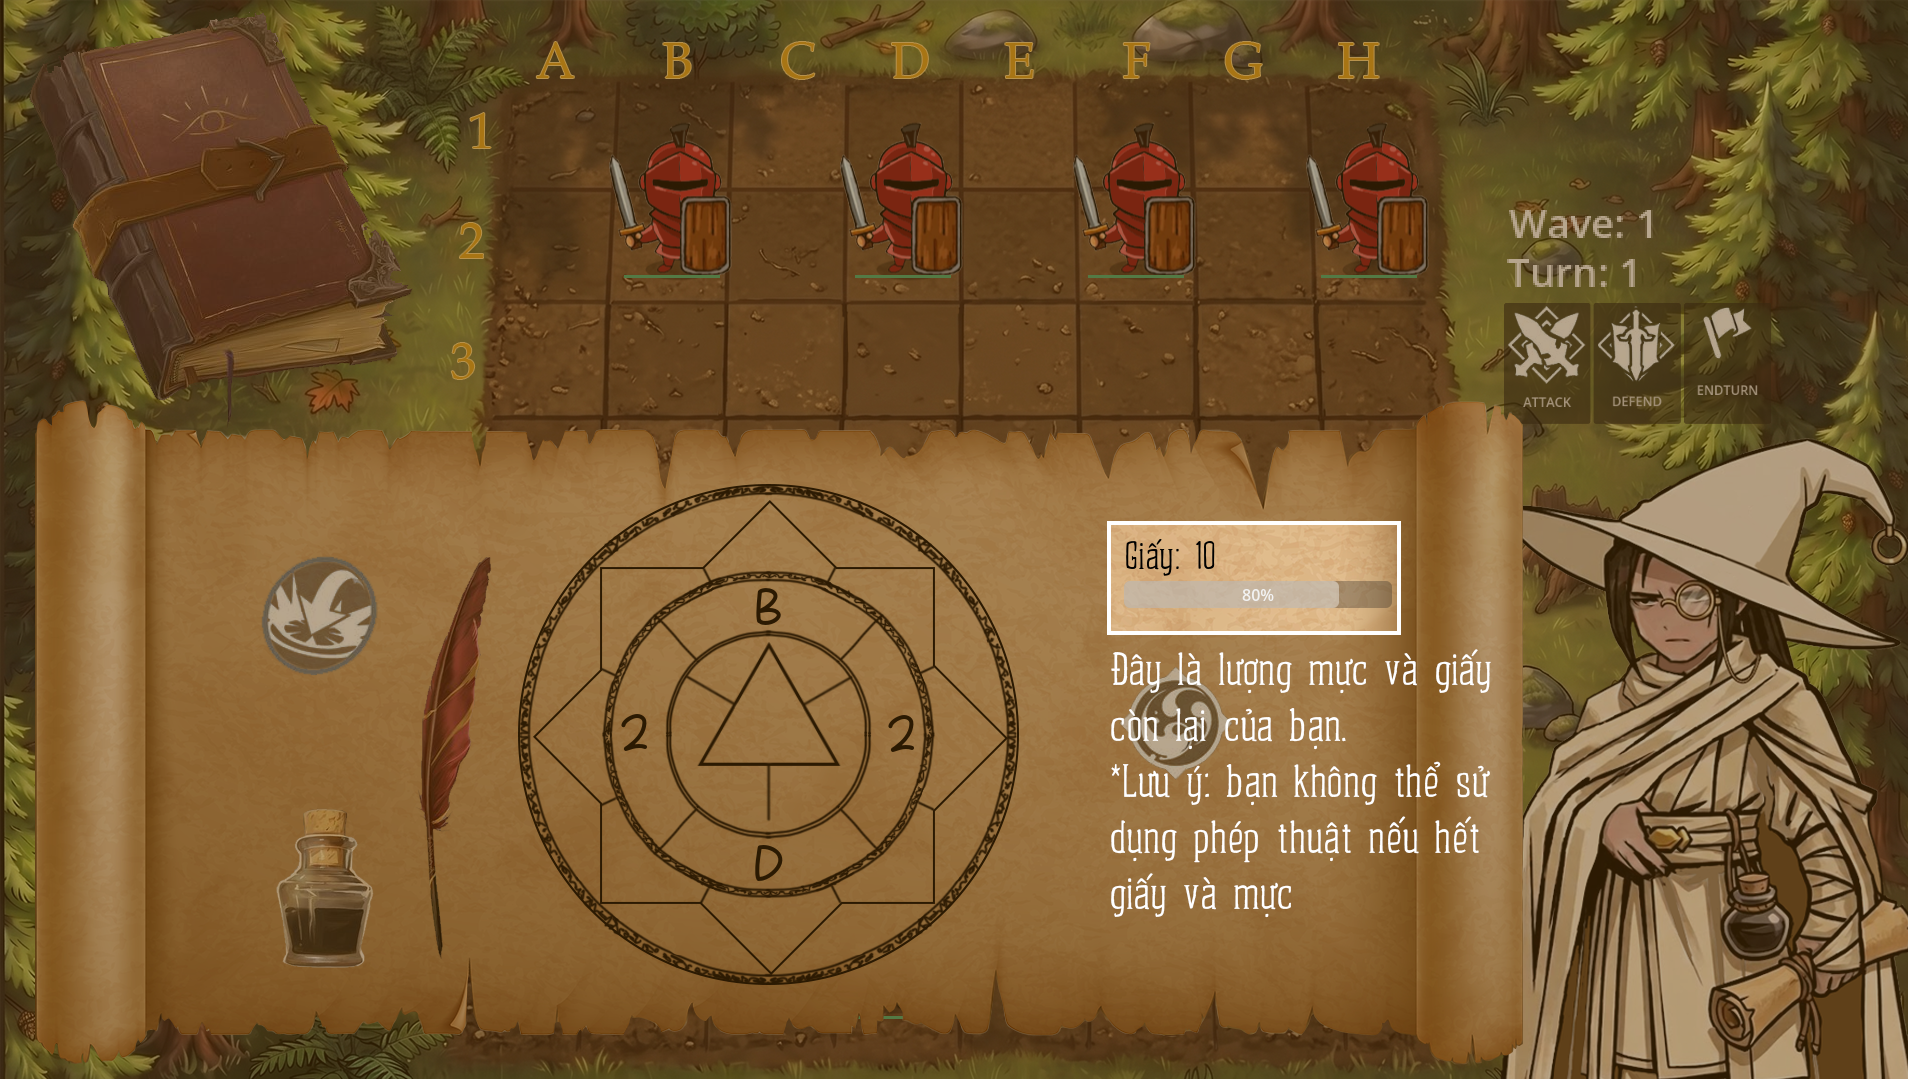 A B C D E F G H
1
2
3
Wave: 1
Turn: 1
ATTACK
DEFEND
ENDTURN
B
2
2
D
Giấy: 10
80%
Đây là lượng mực và giấy
còn lại của bạn.
*Lưu ý: bạn không thể sử
dụng phép thuật nếu hết
giấy và mực